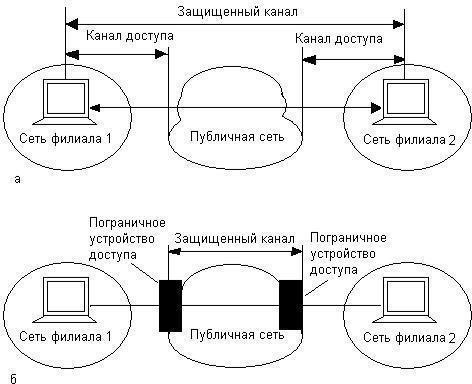 Защищенный канал
Канал доступа
Канал доступа
Сеть филиала 1
Публичная сеть
Сеть филиала 2
а
Пограничное
устройство
доступа
Защищенный канал
Пограничное
устройство
доступа
Сеть филиала 1
Публичная сеть
Сеть филиала 2
б